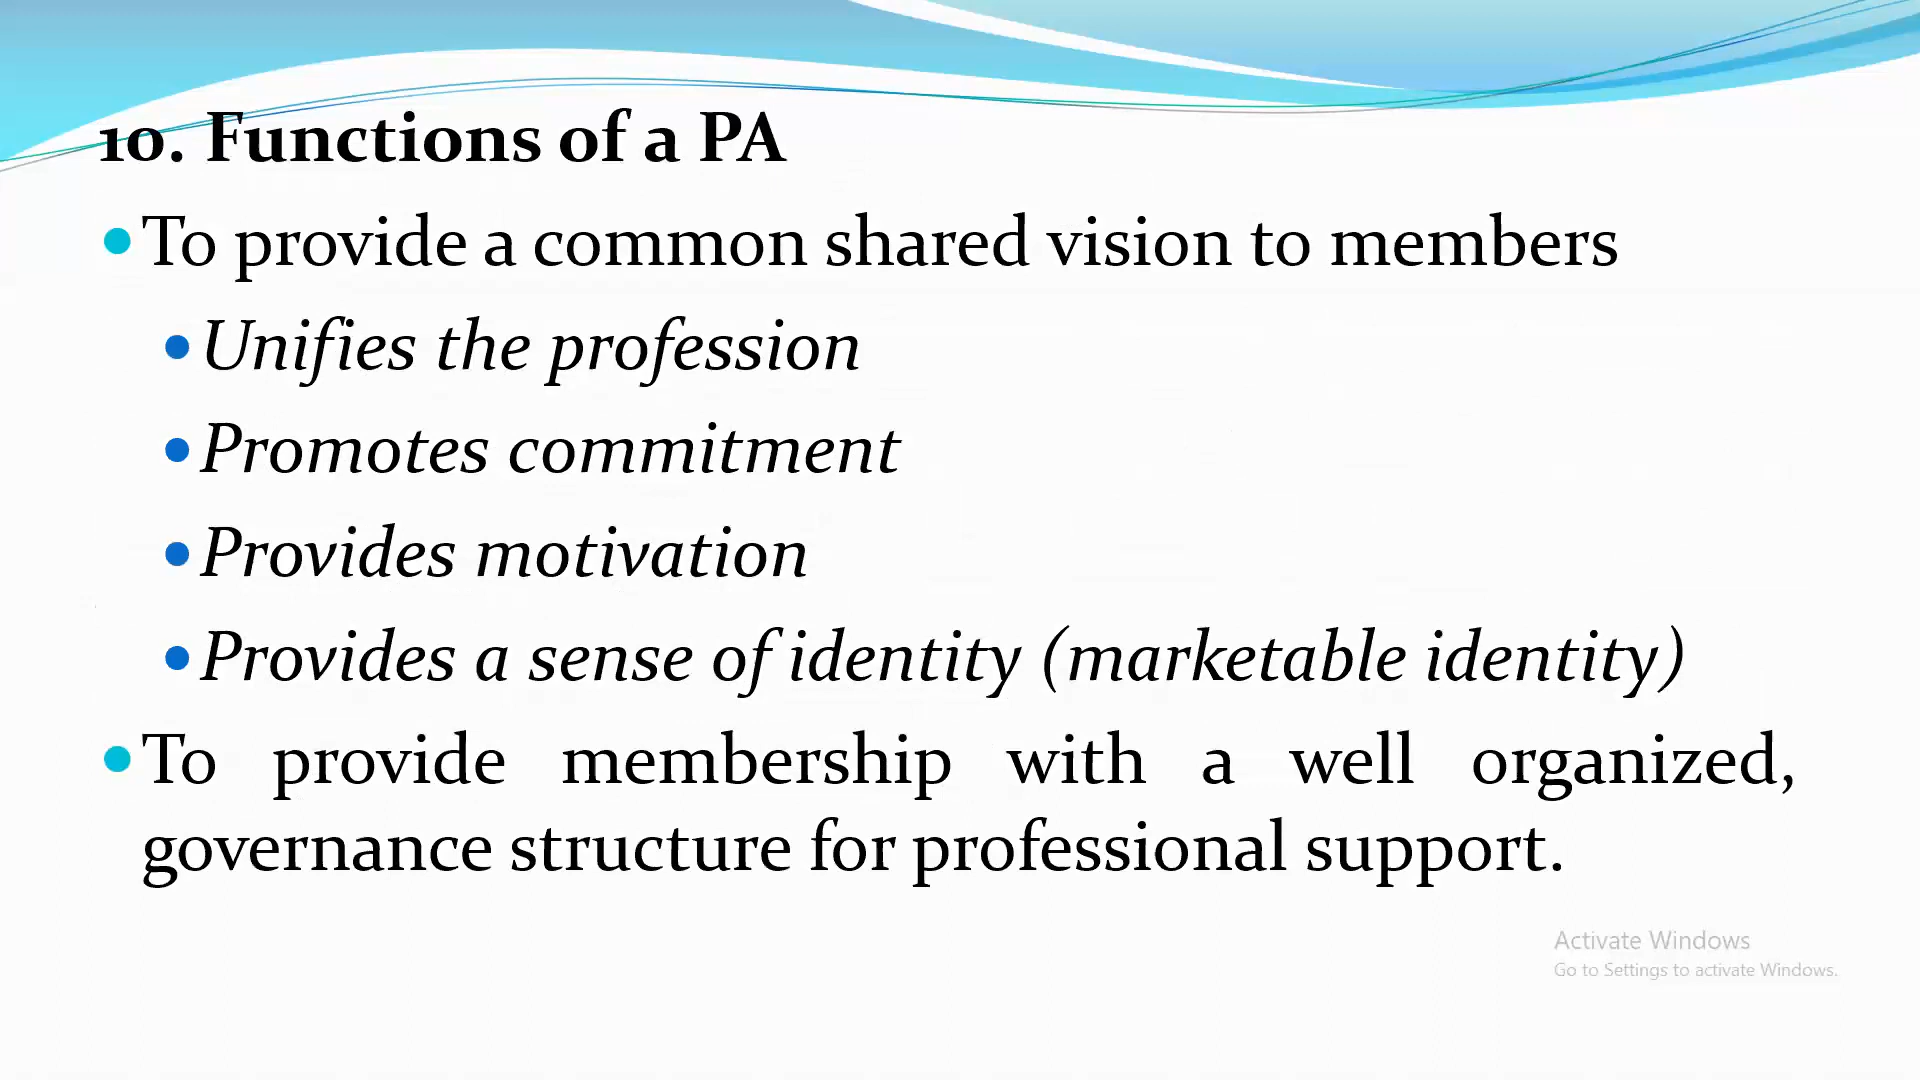 10. Functions of a PA
To provide a common shared vision to members
Unifies the profession
Promotes commitment
Provides motivation
Provides a sense of identity (marketable identity)
To provide membership with a well organized,
governance structure for professional support.
Activate Windows
Go to Settings to activate Windows.